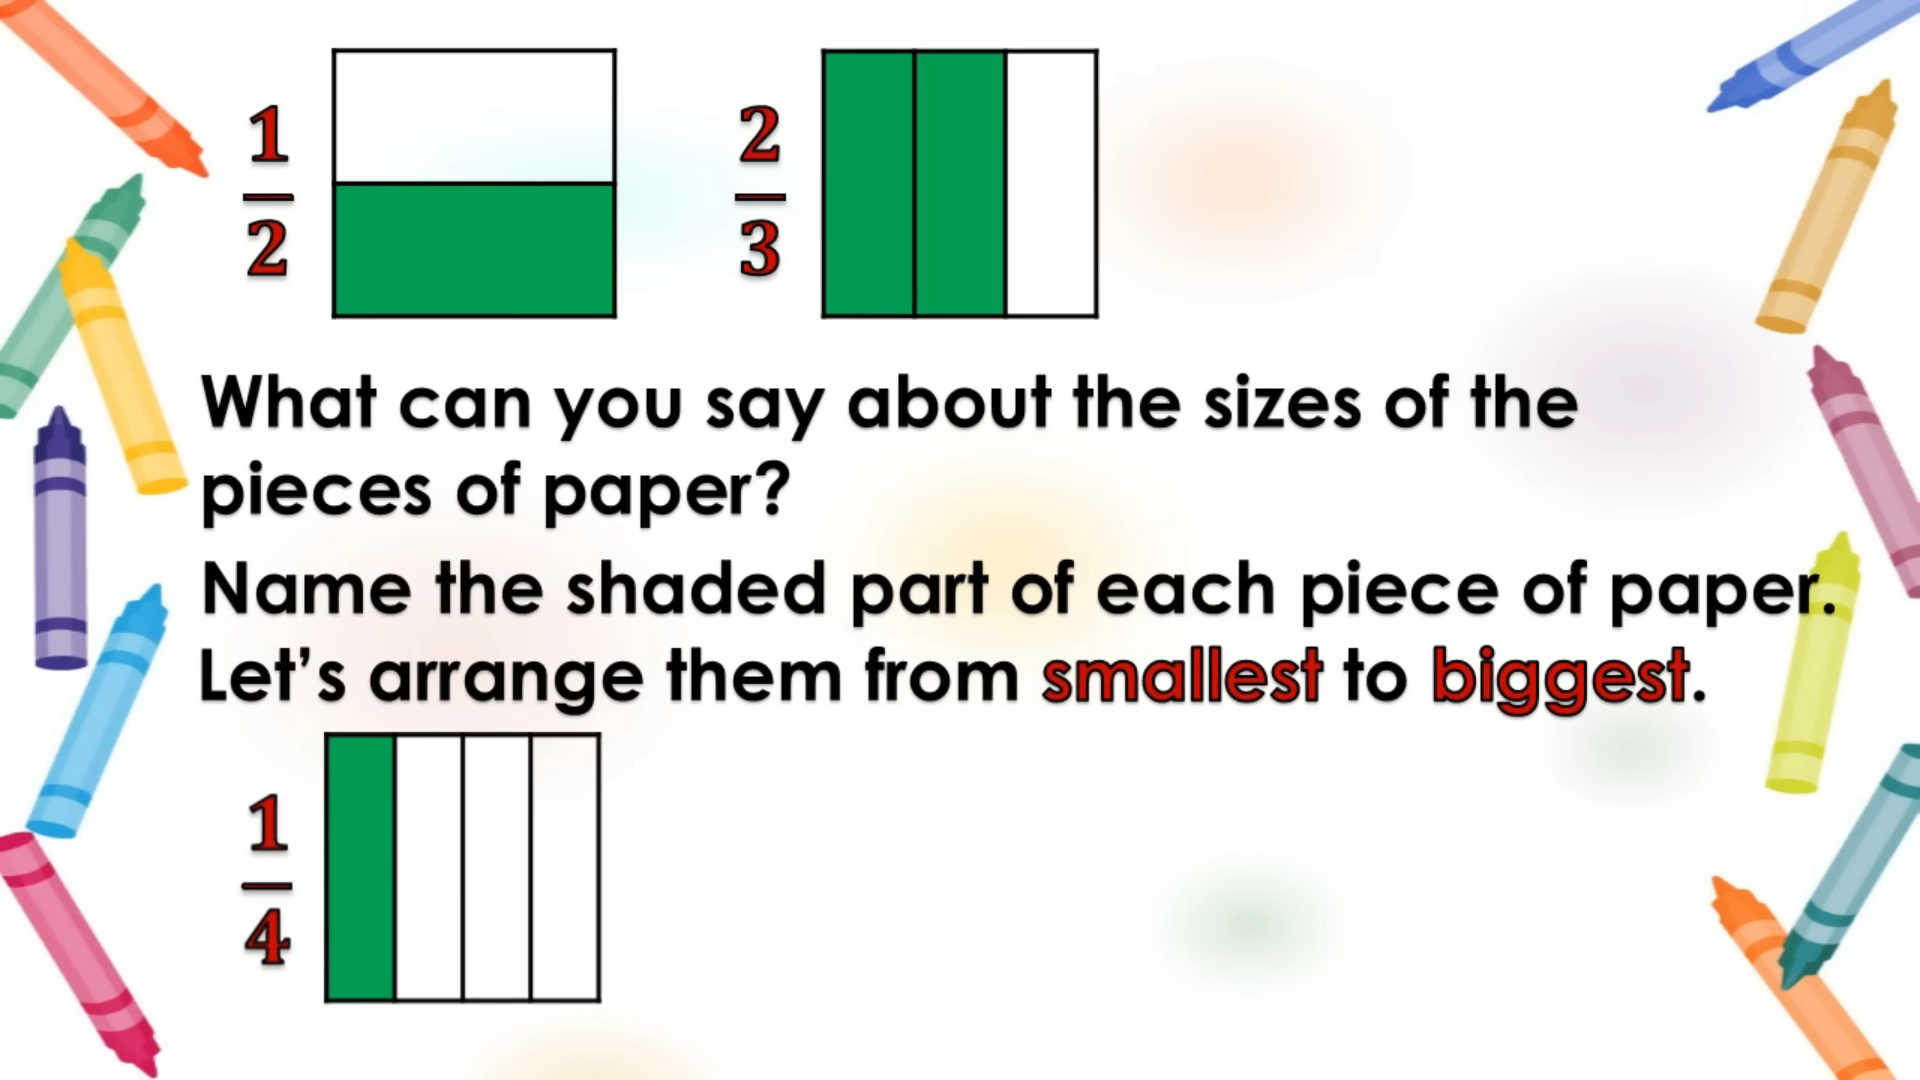 1/2
2/3
What can you say about the sizes of the
pieces of paper?
Name the shaded part of each piece of paper.
Let’s arrange them from smallest to biggest.
1/4